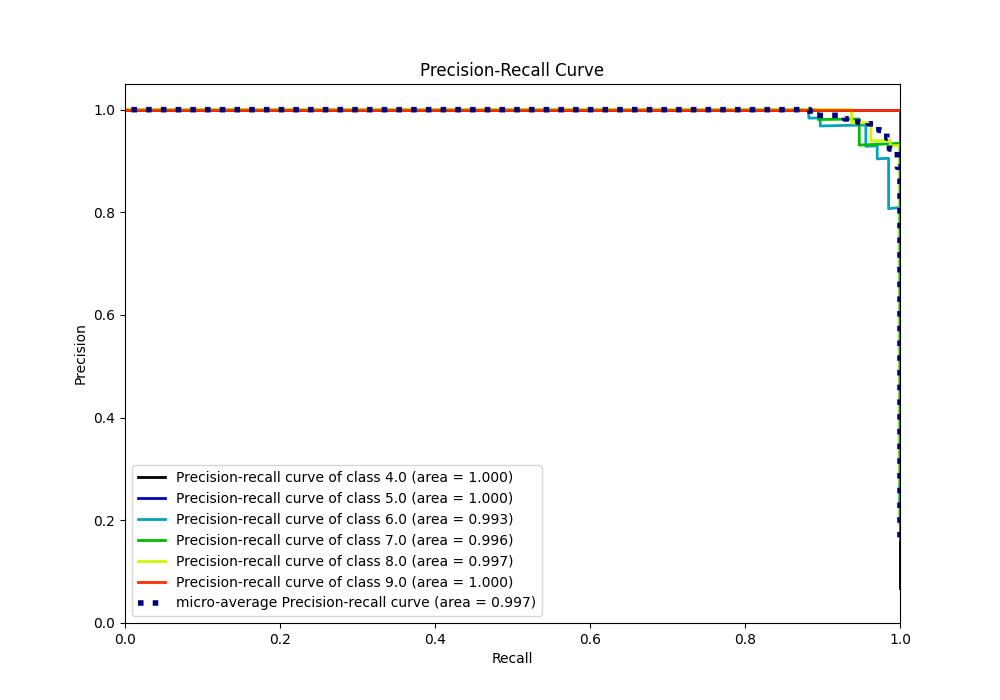 Precision-Recall Curve
1.0
0.8
0.6
0.4
0.2
0.0
Precision
Precision-recall curve of class 4.0 (area = 1.000)
Precision-recall curve of class 5.0 (area = 1.000)
Precision-recall curve of class 6.0 (area = 0.993)
Precision-recall curve of class 7.0 (area = 0.996)
Precision-recall curve of class 8.0 (area = 0.997)
Precision-recall curve of class 9.0 (area = 1.000)
micro-average Precision-recall curve (area = 0.997)
0.0 0.2 0.4 0.6 0.8 1.0
Recall